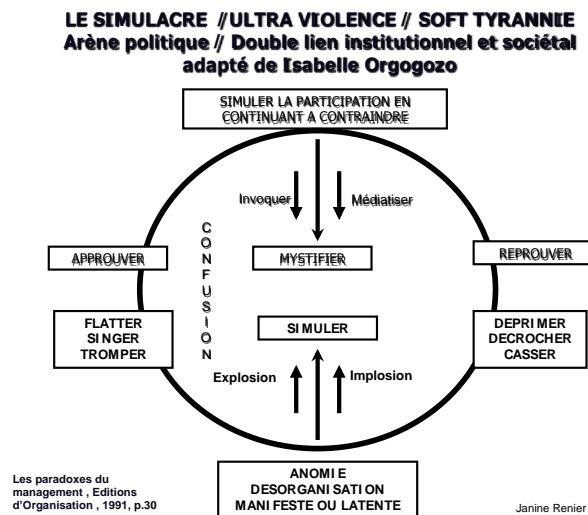 LE SIMULACRE // ULTRA VIOLENCE // SOFT TYRANNIE
Arène politique // Double lien institutionnel et sociétal
adapté de Isabelle Orgogozo
SIMULER LA PARTICIPATION EN
CONTINUANT A CONTRAINDRE
Invoquer
Médiatiser
CONFUSION
APPROUVER
MYSTIFIER
REPROUVER
FLATTER
SINGER
TROMPER
SIMULER
DEPRIMER
DECROCHER
CASSER
Explosion
Implosion
ANOMIE
DESORGANISATION
MANIFESTE OU LATENTE
Les paradoxes du
management , Editions
d'Organisation , 1991, p.30
Janine Renier